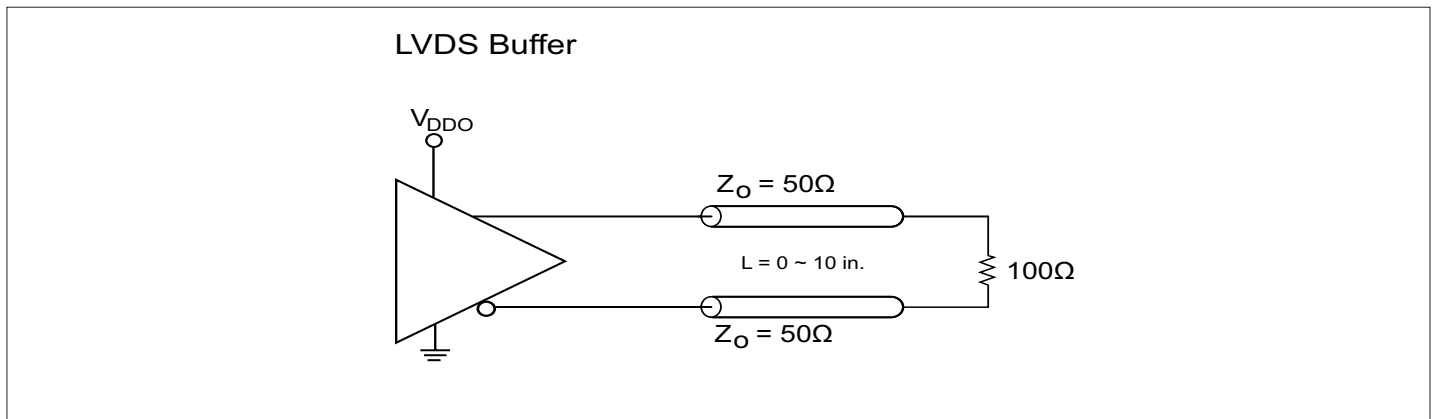 LVDS Buffer
VDDO
ZO = 50Ω
L = 0 ~ 10 in.
100Ω
ZO = 50Ω